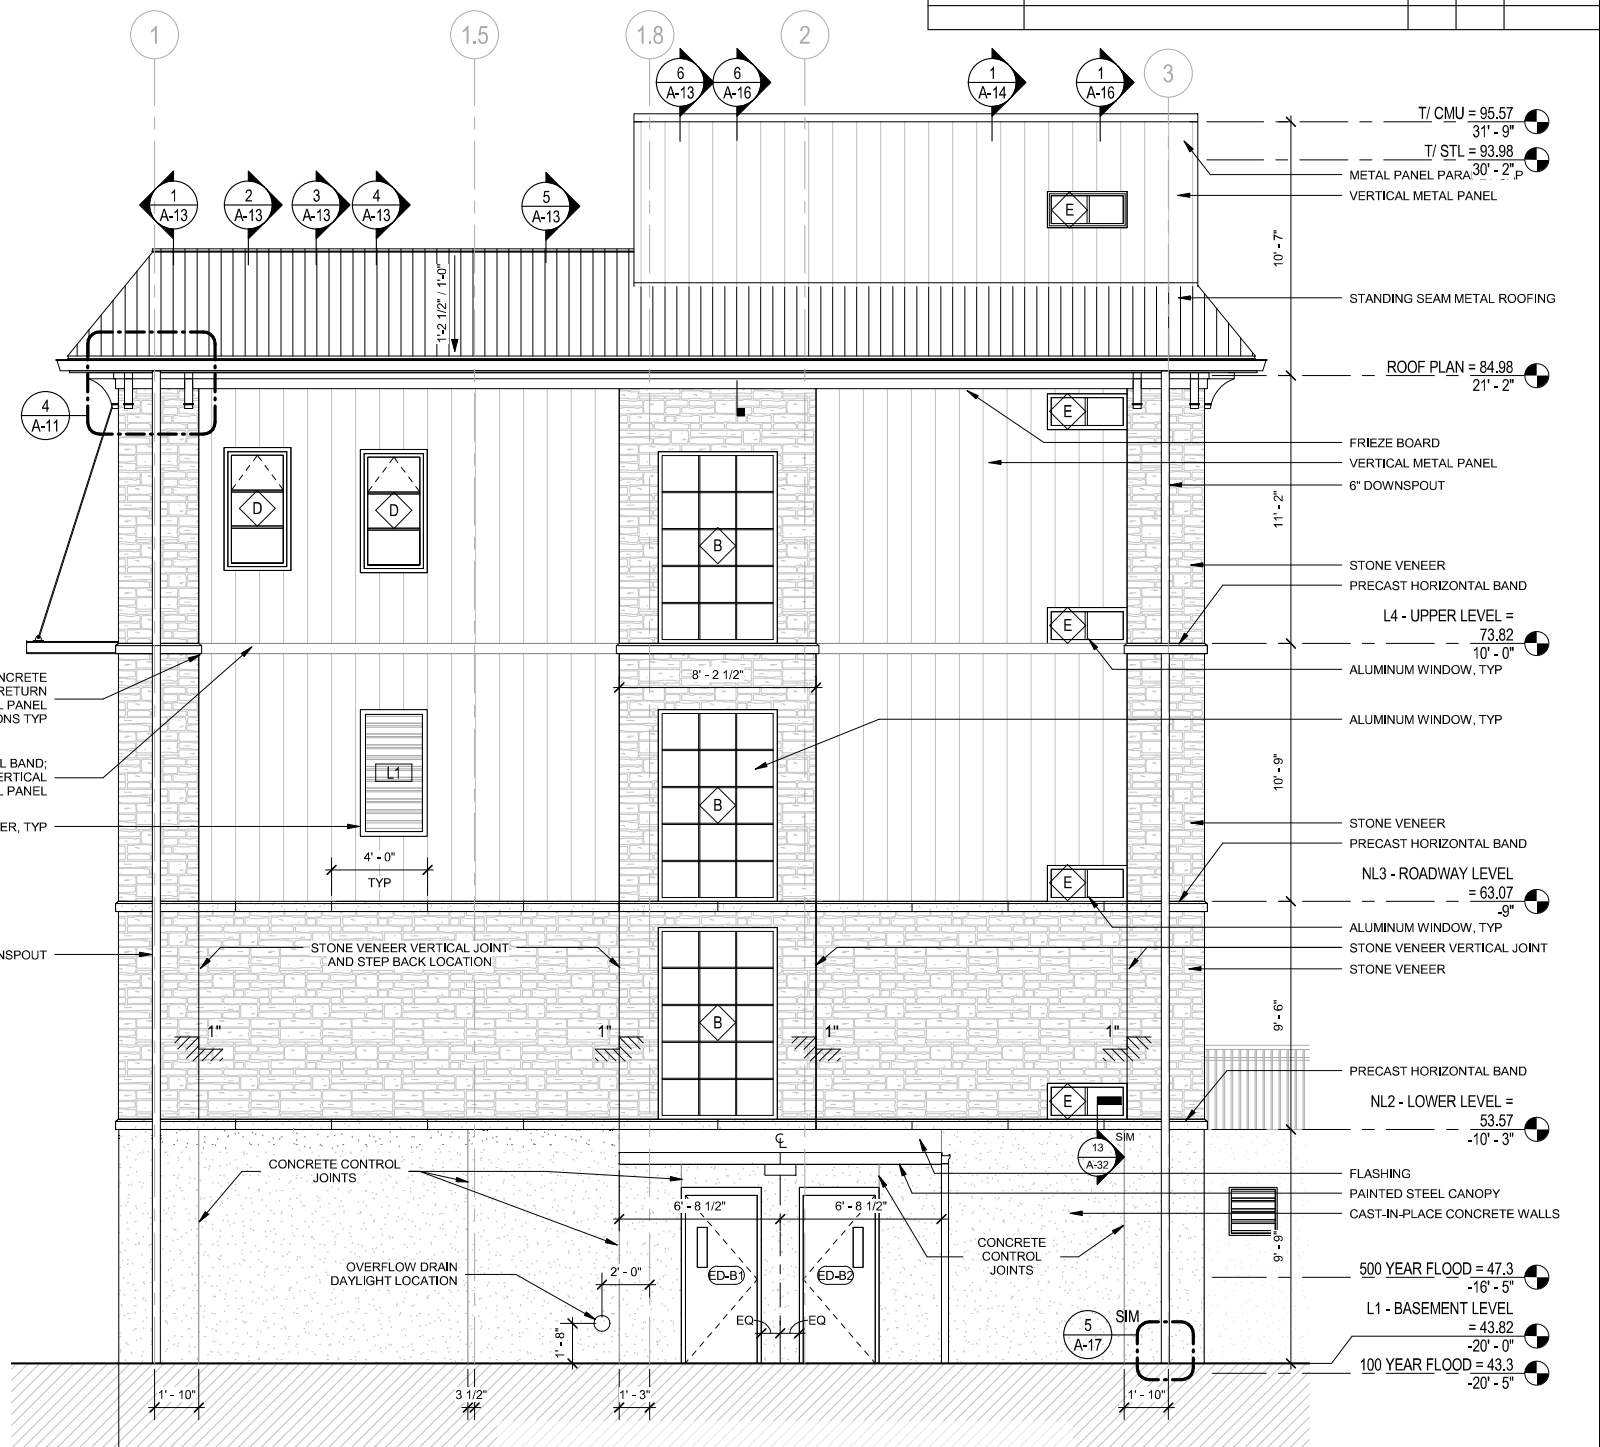 1
1.5
1.8
2
3
6
A-13
6
A-16
1
A-14
1
A-16
1
A-13
2
A-13
3
A-13
4
A-13
5
A-13
T/ CMU = 95.57
31' - 9"
T/ STL = 93.98
30' - 2"
METAL PANEL
VERTICAL METAL PANEL
E
10' - 7"
1'-2 1/2" / 1'-0"
STANDING SEAM METAL ROOFING
ROOF PLAN = 84.98
21' - 2"
4
A-11
E
FRIEZE BOARD
VERTICAL METAL PANEL
6" DOWNSPOUT
D
D
B
11' - 2"
STONE VENEER
PRECAST HORIZONTAL BAND
L4 - UPPER LEVEL =
73.82
10' - 0"
E
ALUMINUM WINDOW, TYP
8' - 2 1/2"
RETURN
PANEL
TYP
ALUMINUM WINDOW, TYP
BAND;
PANEL
L1
B
10' - 9"
, TYP
4' - 0"
TYP
STONE VENEER
PRECAST HORIZONTAL BAND
NL3 - ROADWAY LEVEL
= 63.07
-9"
E
ALUMINUM WINDOW, TYP
STONE VENEER VERTICAL JOINT
STONE VENEER
NSPOUT
STONE VENEER VERTICAL JOINT
AND STEP BACK LOCATION
B
1"
1"
1"
1"
9' - 6"
PRECAST HORIZONTAL BAND
NL2 - LOWER LEVEL =
53.57
-10' - 3"
E
SIM
13
A-32
CL
CONCRETE CONTROL
JOINTS
FLASHING
PAINTED STEEL CANOPY
CAST-IN-PLACE CONCRETE WALLS
6' - 8 1/2"
6' - 8 1/2"
CONCRETE
CONTROL
JOINTS
9' - 9"
OVERFLOW DRAIN
DAYLIGHT LOCATION
2' - 0"
1' - 8"
ED-B1
ED-B2
EQ
EQ
500 YEAR FLOOD = 47.3
-16' - 5"
L1 - BASEMENT LEVEL
= 43.82
-20' - 0"
100 YEAR FLOOD = 43.3
-20' - 5"
5
A-17
SIM
1' - 10"
3 1/2"
1' - 3"
1' - 10"